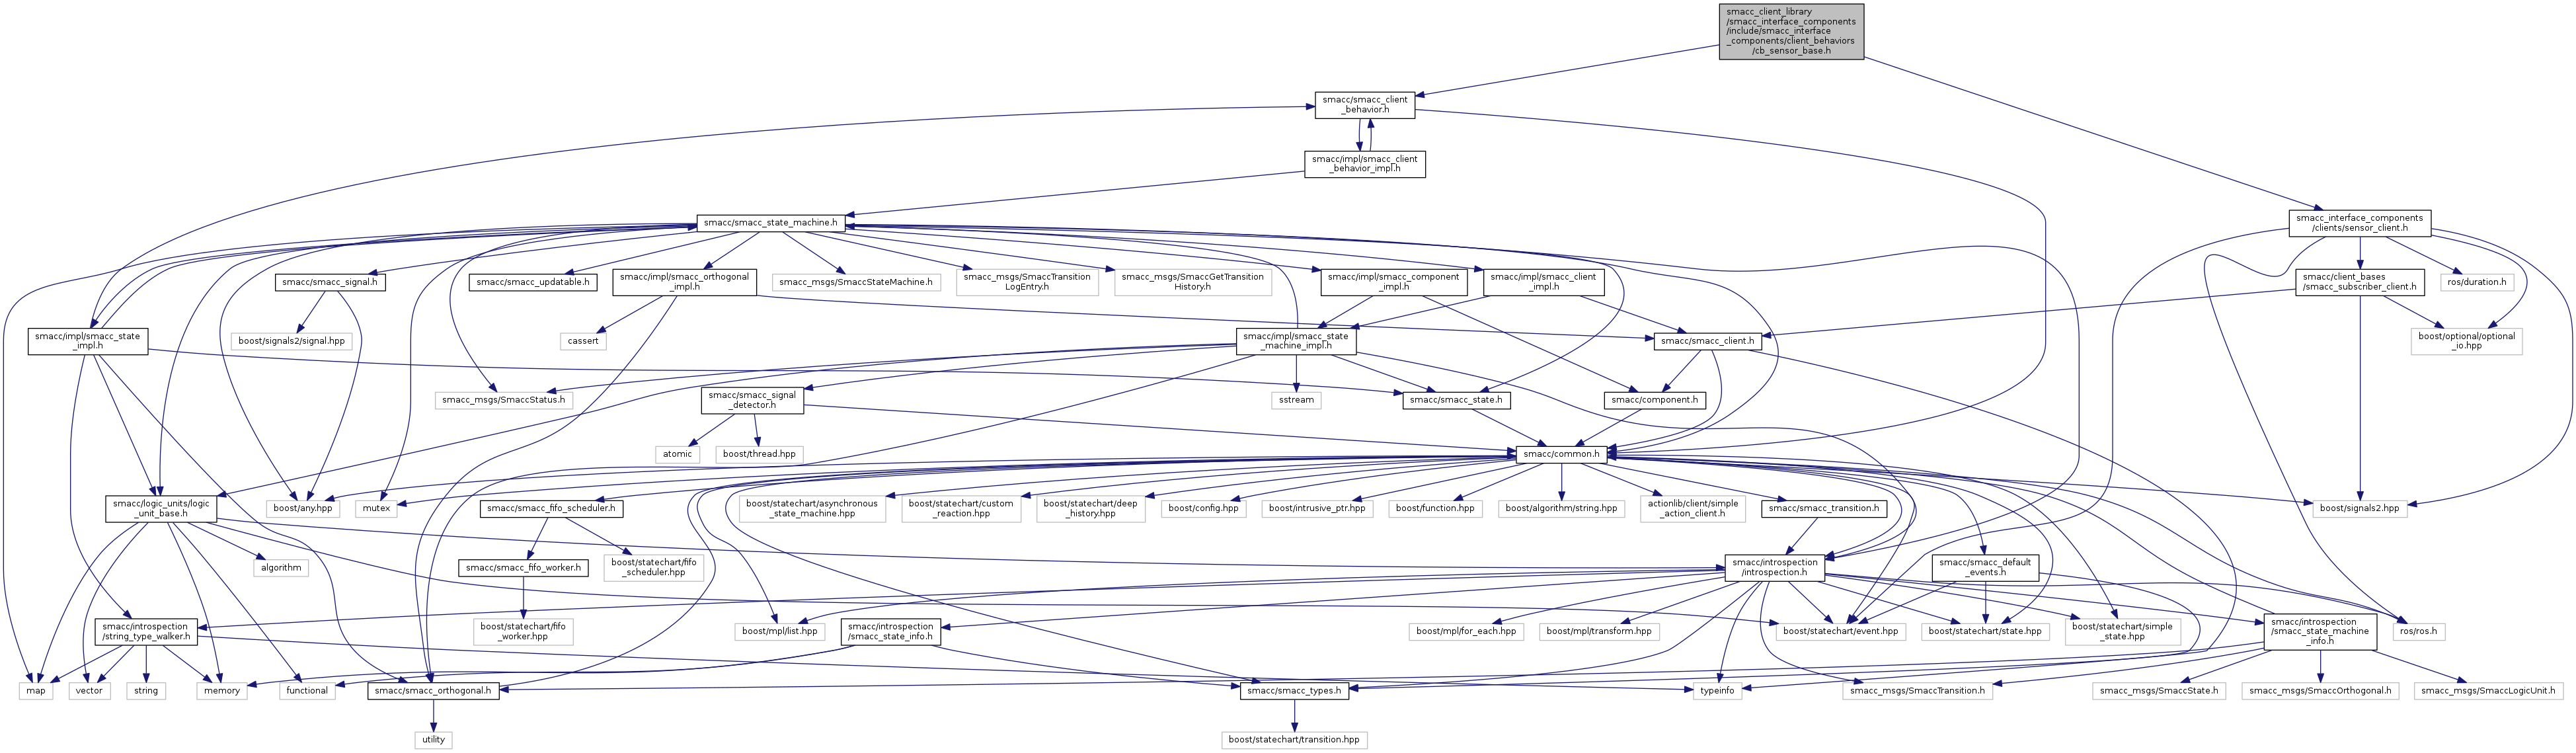 smacc_client_library
/smacc_interface_components
/include/smacc_interface
_components/client_behaviors
/cb_sensor_base.h
smacc/smacc_client
_behavior.h
smacc/impl/smacc_client
_behavior_impl.h
smacc/smacc_state_machine.h
smacc_interface_components
/clients/sensor_client.h
smacc/smacc_signal.h
smacc/smacc_updatable.h
smacc/impl/smacc_orthogonal
_impl.h
smacc_msgs/SmaccStateMachine.h
smacc_msgs/SmaccTransition
LogEntry.h
smacc_msgs/SmaccGetTransition
History.h
smacc/impl/smacc_component
_impl.h
smacc/impl/smacc_client
_impl.h
smacc/client_bases
/smacc_subscriber_client.h
ros/duration.h
smacc/impl/smacc_state
_impl.h
boost/signals2/signal.hpp
cassert
smacc/impl/smacc_state
_machine_impl.h
smacc/smacc_client.h
boost/optional/optional
_io.hpp
smacc_msgs/SmaccStatus.h
smacc/smacc_signal
_detector.h
sstream
smacc/smacc_state.h
smacc/component.h
atomic
boost/thread.hpp
smacc/common.h
smacc/logic_units/logic
_unit_base.h
boost/any.hpp
mutex
smacc/smacc_fifo_scheduler.h
boost/statechart/asynchronous
_state_machine.hpp
boost/statechart/custom
_reaction.hpp
boost/statechart/deep
_history.hpp
boost/config.hpp
boost/intrusive_ptr.hpp
boost/function.hpp
boost/algorithm/string.hpp
actionlib/client/simple
_action_client.h
smacc/smacc_transition.h
boost/signals2.hpp
algorithm
smacc/smacc_fifo_worker.h
boost/statechart/fifo
_scheduler.hpp
smacc/introspection
/introspection.h
smacc/smacc_default
_events.h
smacc/introspection
/string_type_walker.h
boost/statechart/fifo
_worker.hpp
boost/mpl/list.hpp
smacc/introspection
/smacc_state_info.h
boost/mpl/for_each.hpp
boost/mpl/transform.hpp
boost/statechart/event.hpp
boost/statechart/state.hpp
boost/statechart/simple
_state.hpp
smacc/introspection
/smacc_state_machine
_info.h
ros/ros.h
map
vector
string
memory
functional
smacc/smacc_orthogonal.h
typeinfo
smacc/smacc_types.h
smacc_msgs/SmaccTransition.h
smacc_msgs/SmaccState.h
smacc_msgs/SmaccOrthogonal.h
smacc_msgs/SmaccLogicUnit.h
utility
boost/statechart/transition.hpp